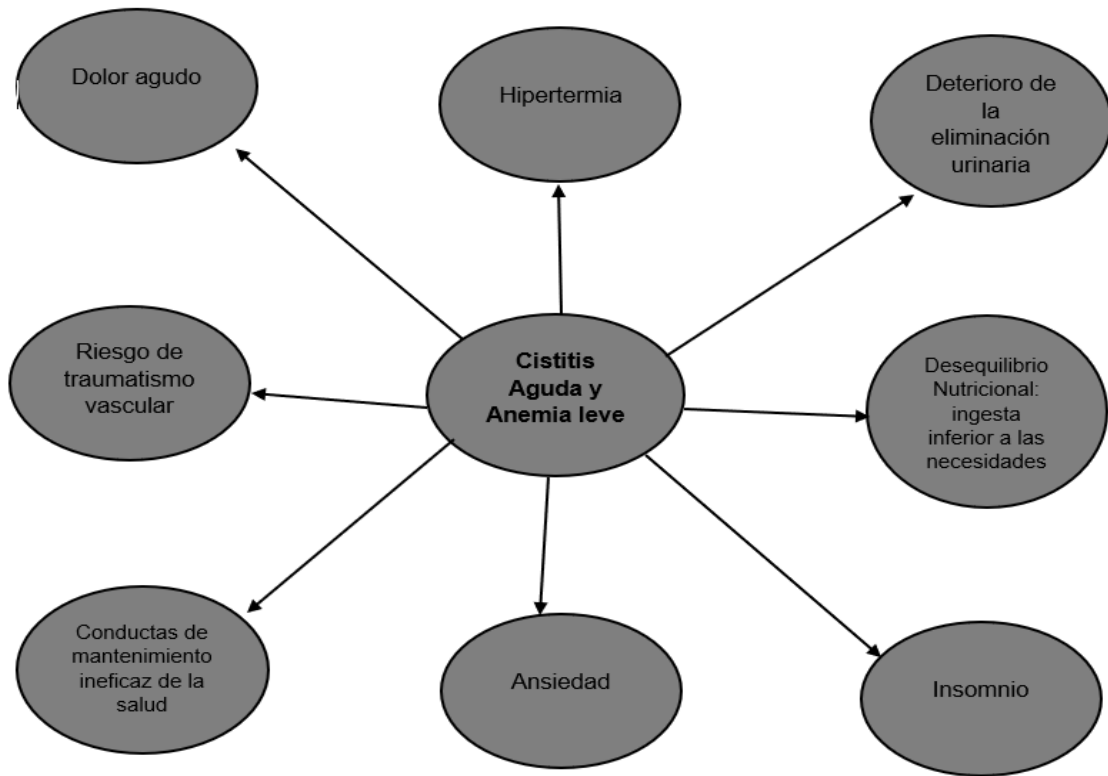 Dolor agudo
Hipertermia
Deterioro de
la
eliminación
urinaria
Riesgo de
traumatismo
vascular
Cistitis
Aguda y
Anemia leve
Desequilibrio
Nutricional:
ingesta
inferior a las
necesidades
Conductas de
mantenimiento
ineficaz de la
salud
Ansiedad
Insomnio